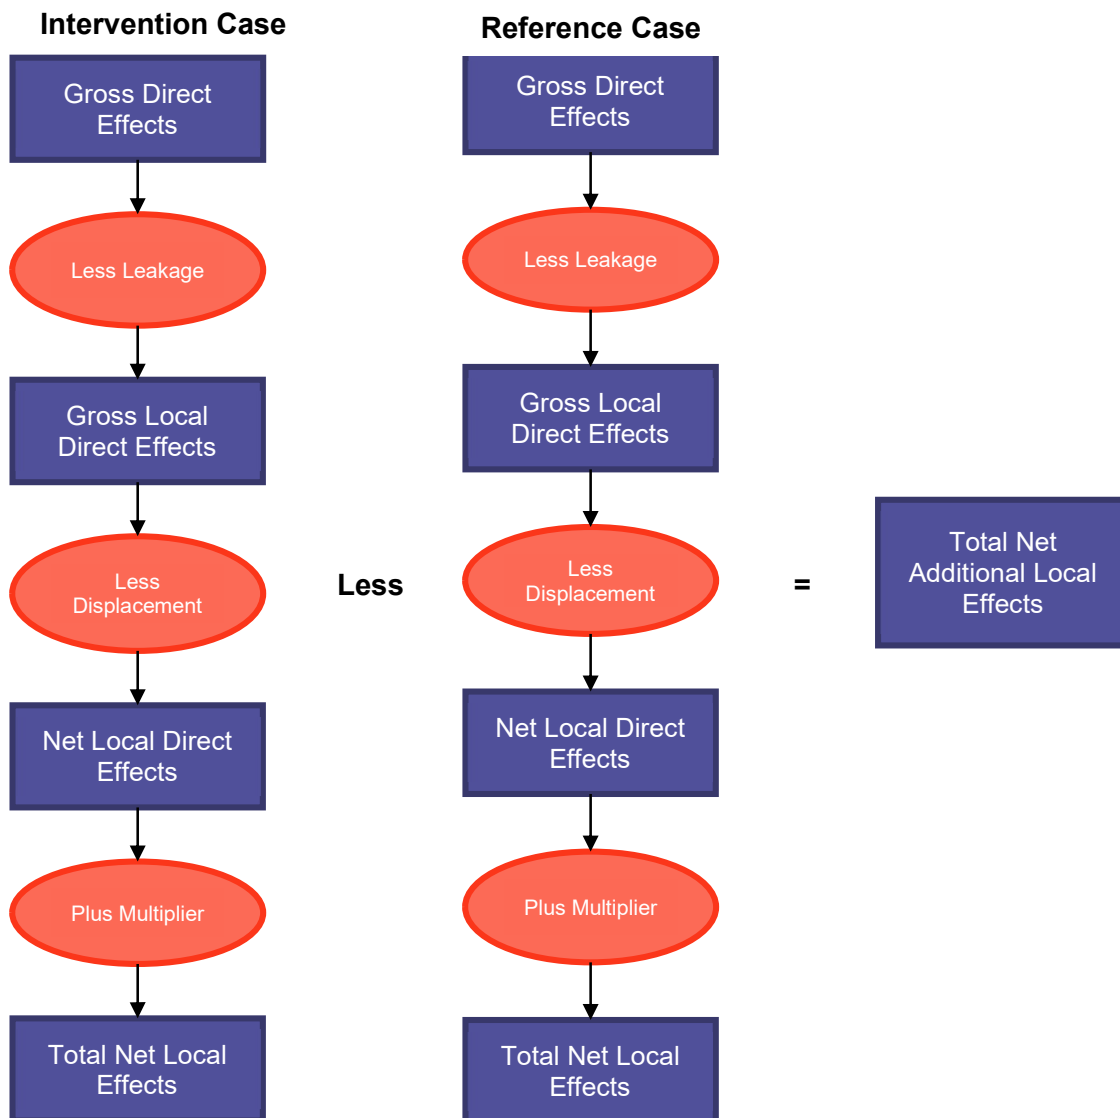 Intervention Case
Gross Direct
Effects
Less Leakage
Gross Local
Direct Effects
Less
Displacement
Net Local Direct
Effects
Plus Multiplier
Total Net Local
Effects
Less
Reference Case
Gross Direct
Effects
Less Leakage
Gross Local
Direct Effects
Less
Displacement
Net Local Direct
Effects
Plus Multiplier
Total Net Local
Effects
=
Total Net
Additional Local
Effects